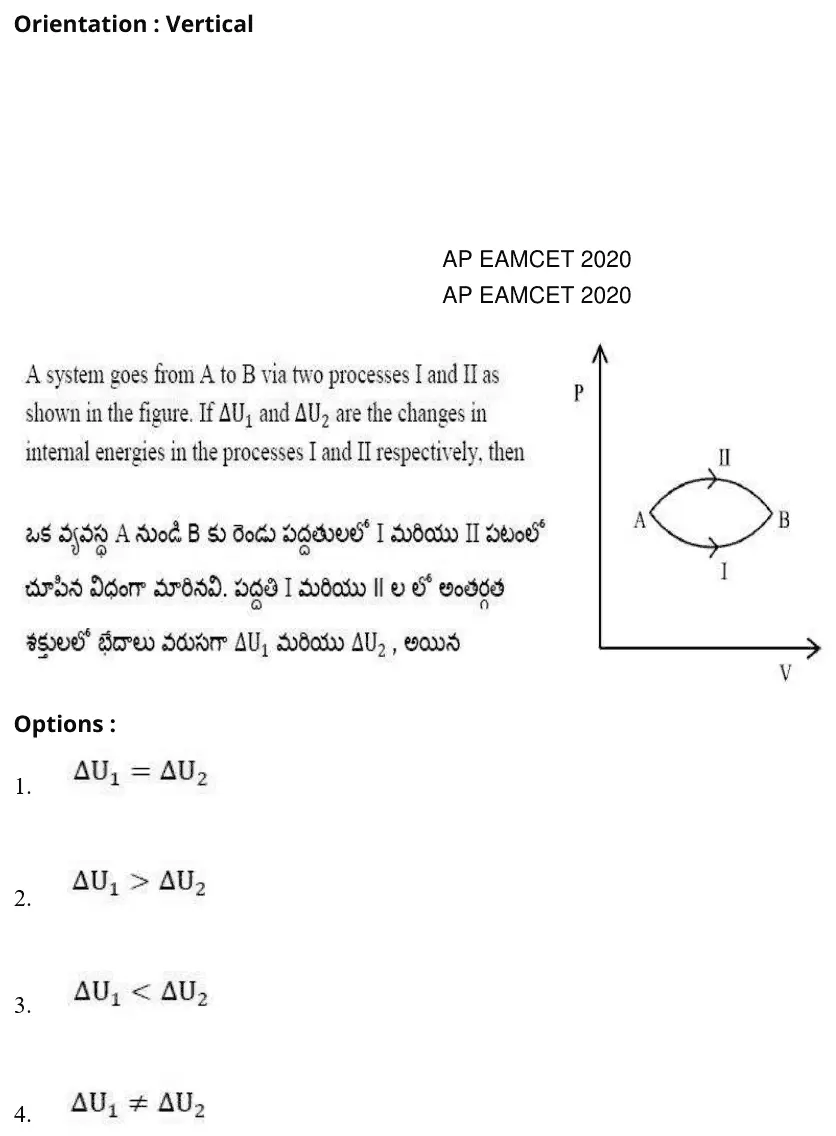 Orientation : Vertical
AP EAMCET 2020
AP EAMCET 2020
A system goes from A to B via two processes I and II as
shown in the figure. If ΔU₁ and ΔU₂ are the changes in
internal energies in the processes I and II respectively, then
ఒక వ్యవస్థ A నుండి B కు రెండు పద్దతులలో I మరియు II పటంలో
చూపిన విధంగా మారినవి. పద్దతి I మరియు II ల లో అంతర్గత
శక్తులలో భేదాలు వరుసగా ΔU₁ మరియు ΔU₂ , అయిన
P
II
A
B
I
V
Options :
1. ΔU₁ = ΔU₂
2. ΔU₁ > ΔU₂
3. ΔU₁ < ΔU₂
4. ΔU₁ ≠ ΔU₂